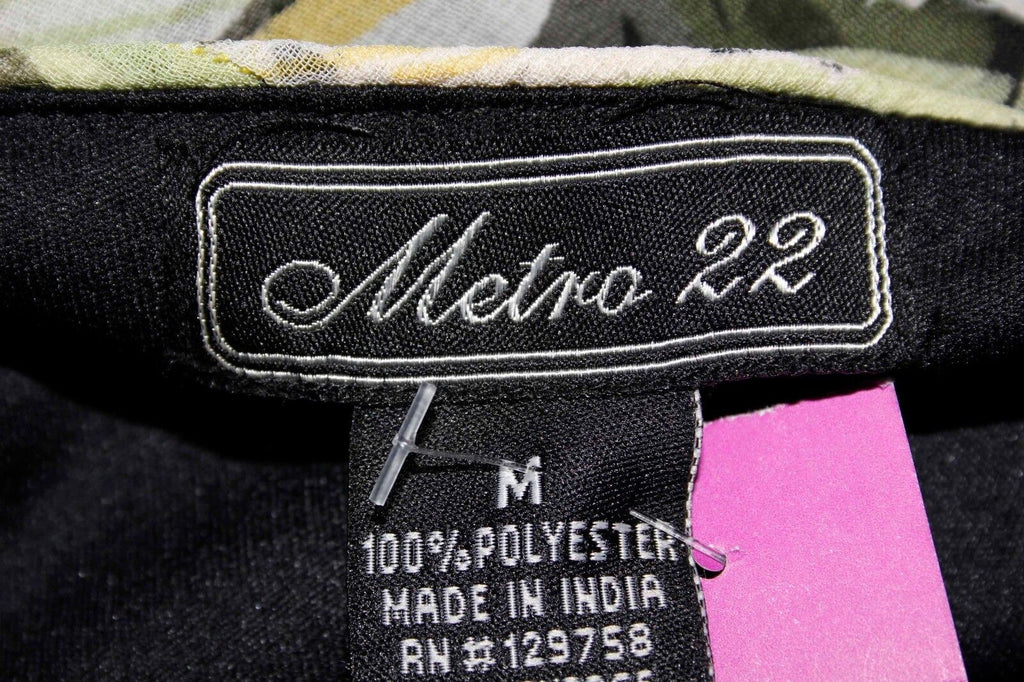 Metro 22
M
100% POLYESTER
MADE IN INDIA
RN #129758